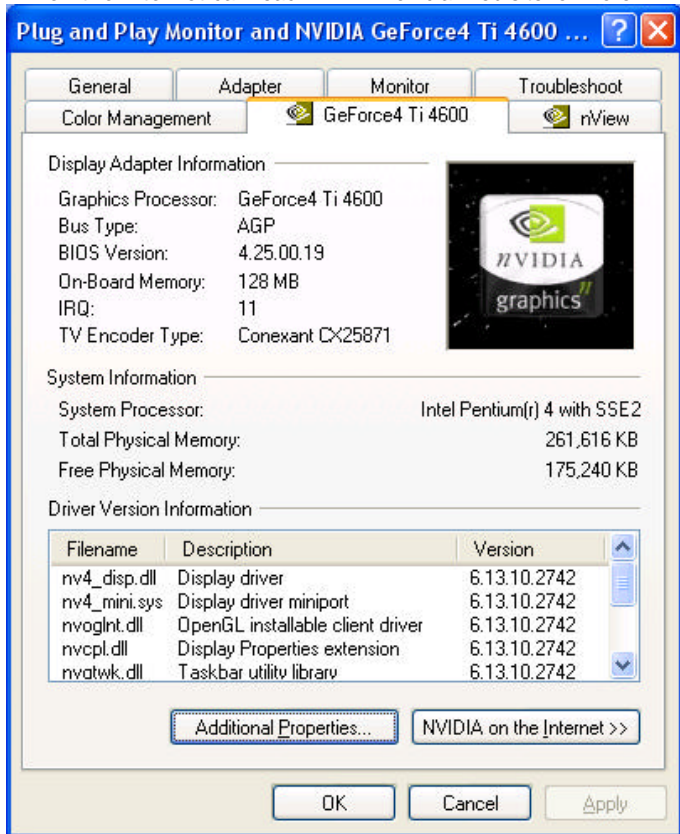 Plug and Play Monitor and NVIDIA GeForce4 Ti 4600 ...
General Adapter Monitor Troubleshoot
Color Management GeForce4 Ti 4600 nView
Display Adapter Information
Graphics Processor: GeForce4 Ti 4600
Bus Type: AGP
BIOS Version: 4.25.00.19
On-Board Memory: 128 MB
IRQ: 11
TV Encoder Type: Conexant CX25871
nVIDIA
graphics
n
System Information
System Processor: Intel Pentium(r) 4 with SSE2
Total Physical Memory: 261,616 KB
Free Physical Memory: 175,240 KB
Driver Version Information
Filename Description Version
nv4_disp.dll Display driver 6.13.10.2742
nv4_mini.sys Display driver miniport 6.13.10.2742
nvoglnt.dll OpenGL installable client driver 6.13.10.2742
nvcpl.dll Display Properties extension 6.13.10.2742
nvqtwk.dll Taskbar utility library 6.13.10.2742
Additional Properties... NVIDIA on the Internet >>
OK Cancel Apply